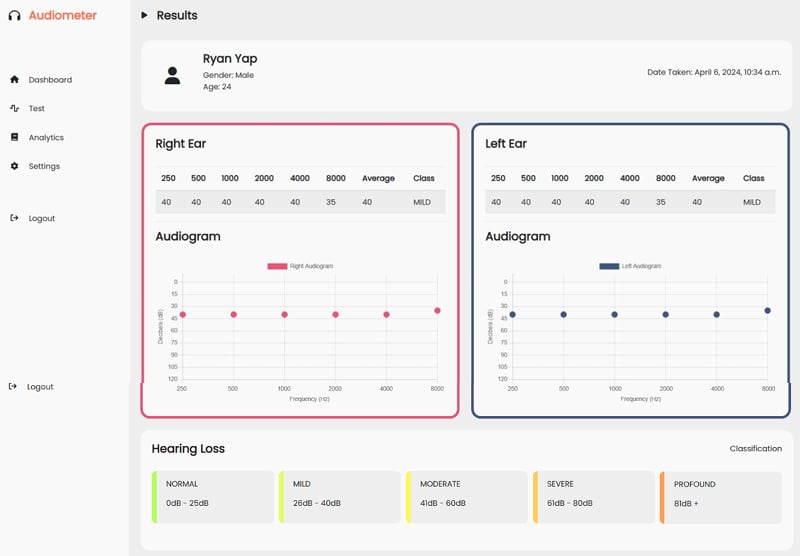 Audiometer
Dashboard
Test
Analytics
Settings
Logout
Logout
Results
Ryan Yap
Gender: Male
Age: 24
Date Taken: April 6, 2024, 10:34 a.m.
Right Ear
250 500 1000 2000 4000 8000 Average Class
40 40 40 40 40 35 40 MILD
Audiogram
Right Audiogram
Decibels (dB)
0
15
30
45
60
75
90
105
120
250 500 1000 2000 4000 8000
Frequency (Hz)
Left Ear
250 500 1000 2000 4000 8000 Average Class
40 40 40 40 40 35 40 MILD
Audiogram
Left Audiogram
Decibels (dB)
0
15
30
45
60
75
90
105
120
250 500 1000 2000 4000 8000
Frequency (Hz)
Hearing Loss
Classification
NORMAL
0dB - 25dB
MILD
26dB - 40dB
MODERATE
41dB - 60dB
SEVERE
61dB - 80dB
PROFOUND
81dB +